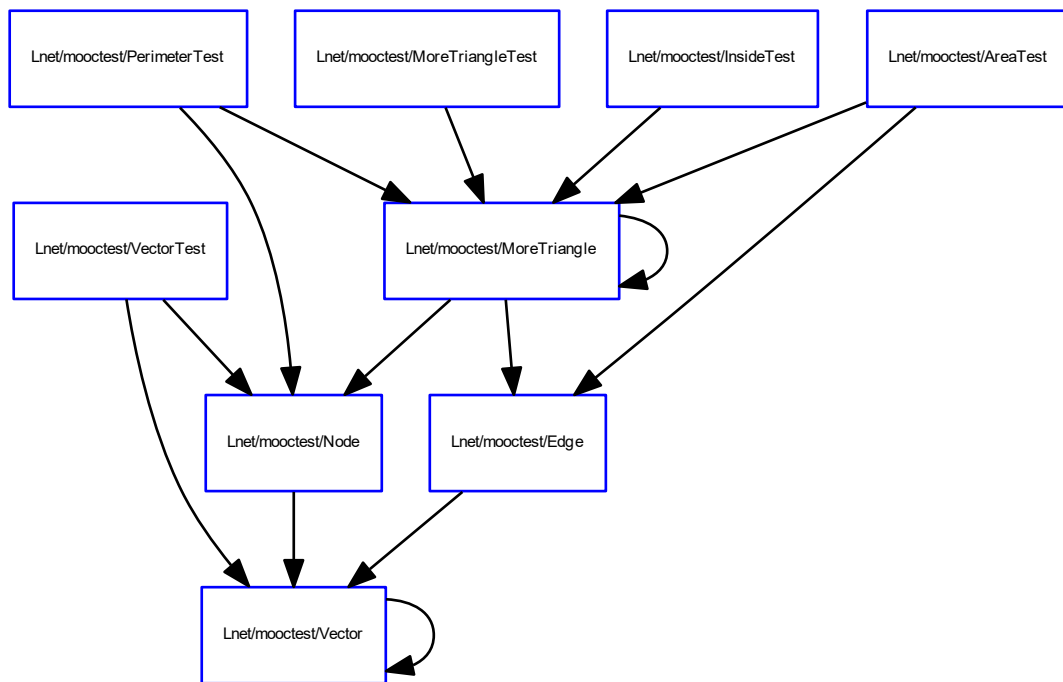 Lnet/mooctest/PerimeterTest
Lnet/mooctest/MoreTriangleTest
Lnet/mooctest/InsideTest
Lnet/mooctest/AreaTest
Lnet/mooctest/VectorTest
Lnet/mooctest/MoreTriangle
Lnet/mooctest/Node
Lnet/mooctest/Edge
Lnet/mooctest/Vector